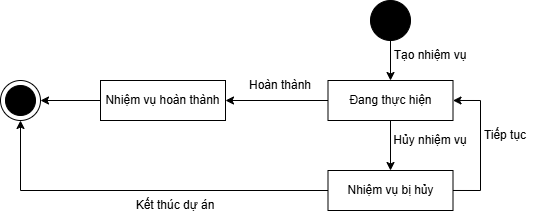 Tạo nhiệm vụ
Hoàn thành
Nhiệm vụ hoàn thành
Đang thực hiện
Hủy nhiệm vụ
Tiếp tục
Nhiệm vụ bị hủy
Kết thúc dự án